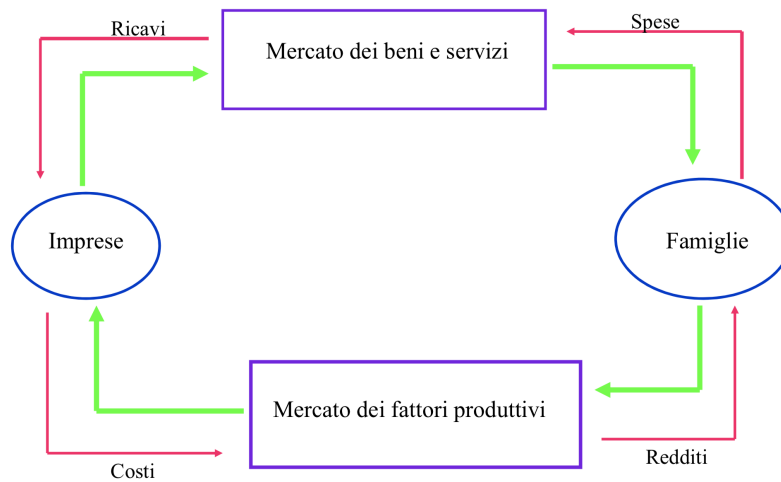 Ricavi
Spese
Mercato dei beni e servizi
Imprese
Famiglie
Mercato dei fattori produttivi
Costi
Redditi